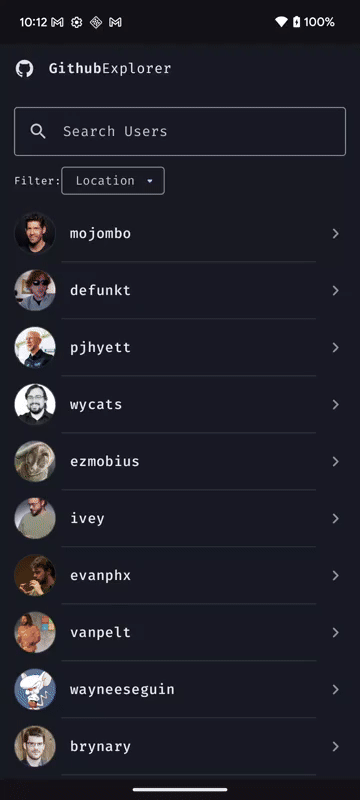 10:12 100%
GithubExplorer
Search Users
Filter: Location
mojombo
defunkt
pjhyett
wycats
ezmobius
ivey
evanphx
vanpelt
wayneeseguin
brynary